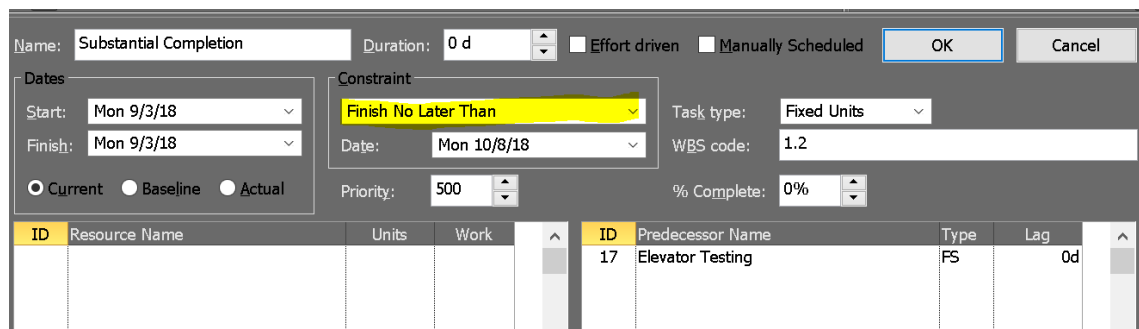 Name: Substantial Completion Duration: 0 d Effort driven Manually Scheduled OK Cancel
Dates Constraint
Start: Mon 9/3/18 Finish No Later Than Task type: Fixed Units
Finish: Mon 9/3/18 Date: Mon 10/8/18 WBS code: 1.2
Current Baseline Actual Priority: 500 % Complete: 0%
ID Resource Name Units Work ID Predecessor Name Type Lag
17 Elevator Testing FS 0d